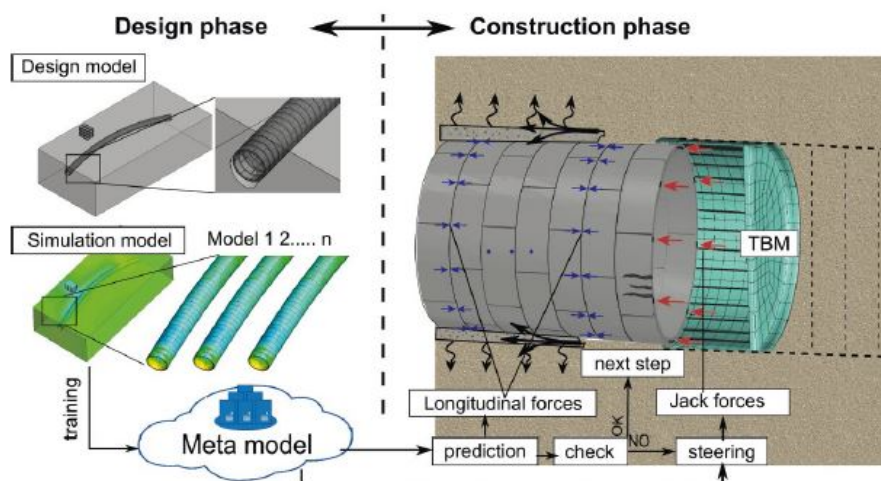 Design phase
Construction phase
Design model
Simulation model
Model 1 2..... n
TBM
next step
Longitudinal forces
Jack forces
training
OK
NO
Meta model
prediction
check
steering